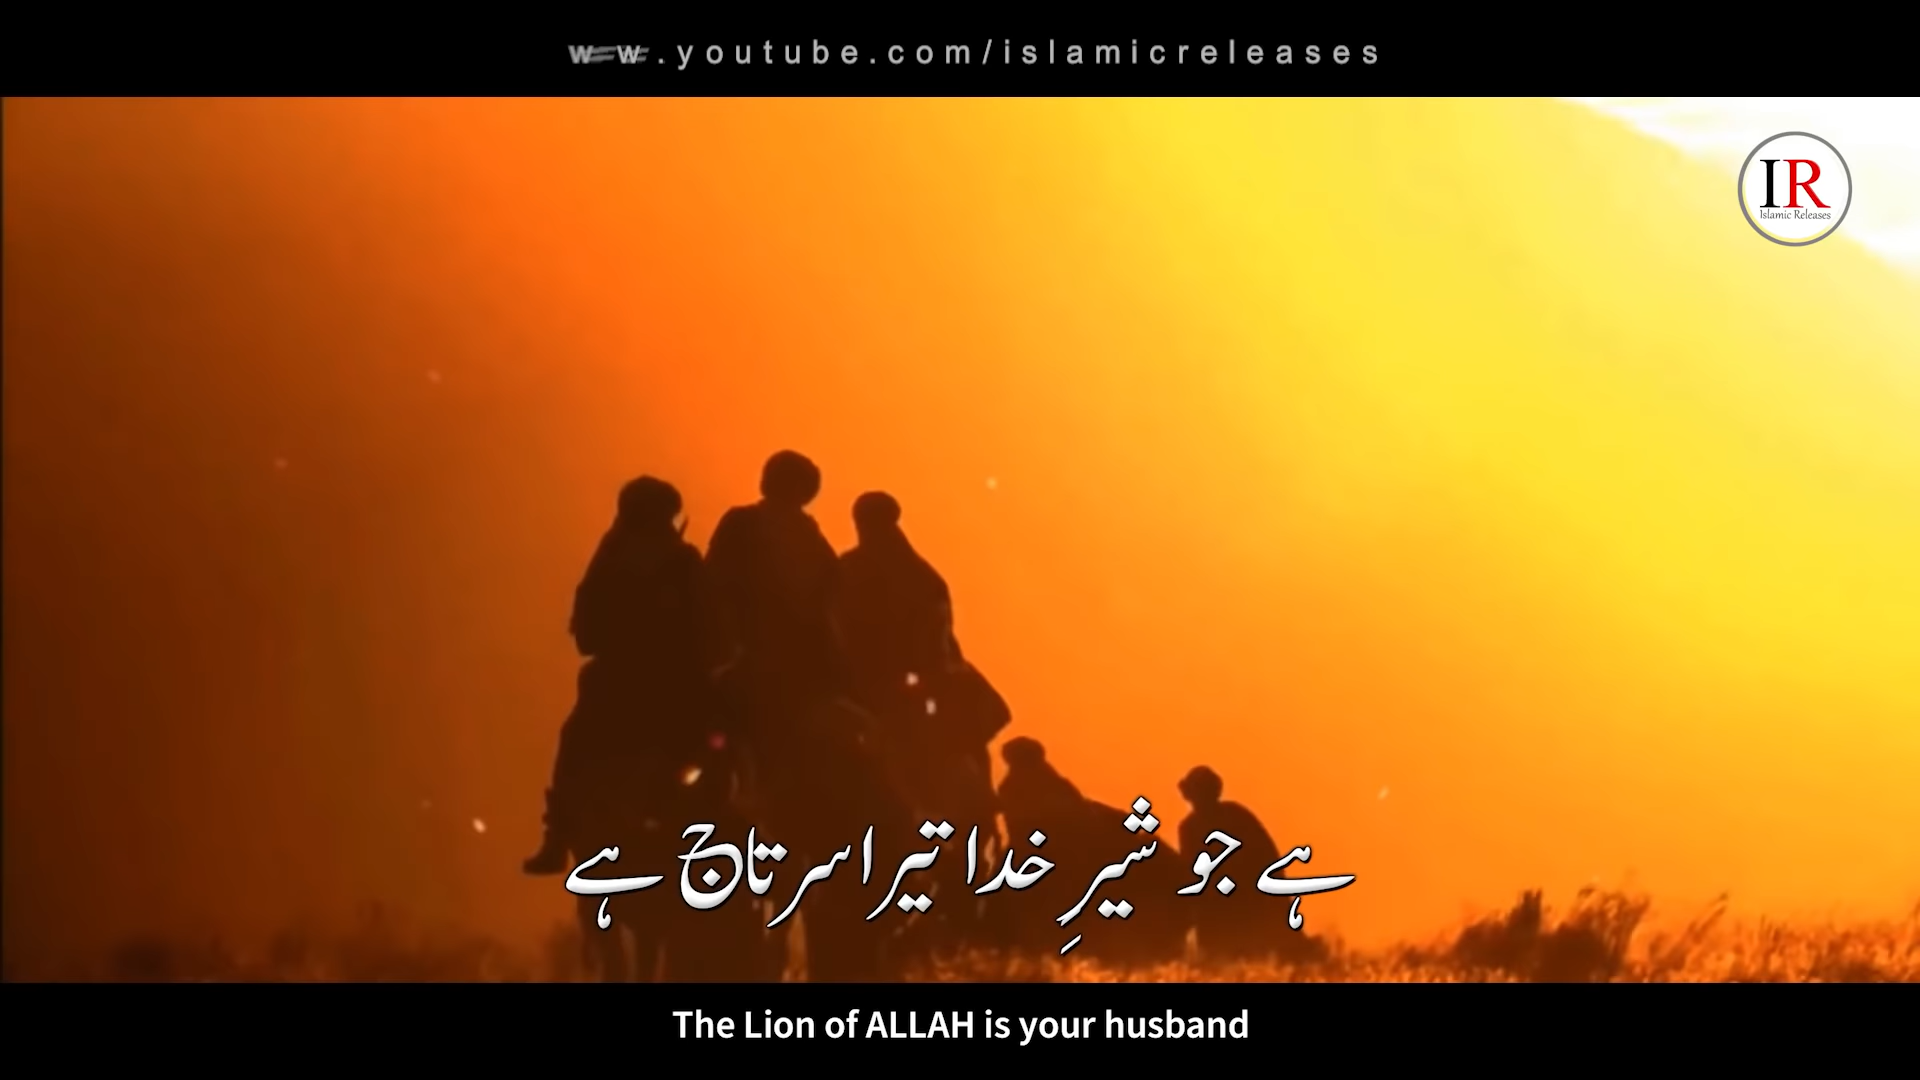 ww.youtube.com/islamicreleases
IR
Islamic Releases
ہے جو شیرِ خدا تیرا سرتاج ہے
The Lion of ALLAH is your husband